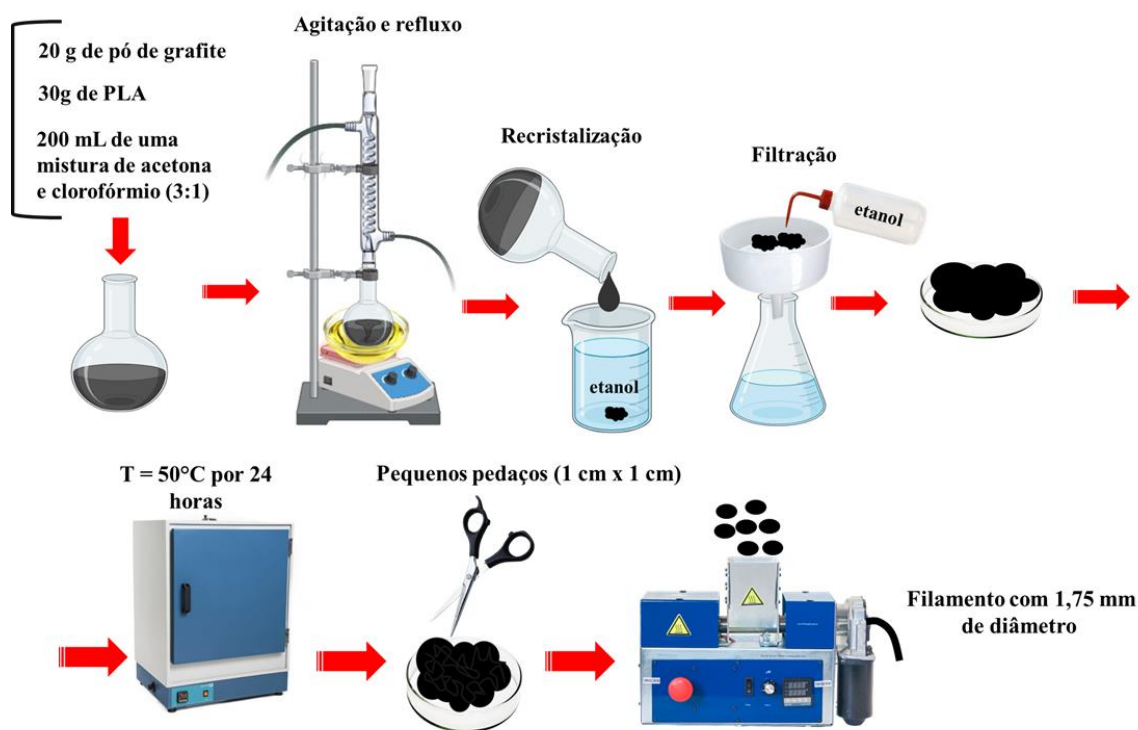 Agitação e refluxo
20 g de pó de grafite
30g de PLA
200 mL de uma
mistura de acetona
e clorofórmio (3:1)
Recristalização
etanol
Filtração
etanol
T = 50°C por 24
horas
Pequenos pedaços (1 cm x 1 cm)
Filamento com 1,75 mm
de diâmetro